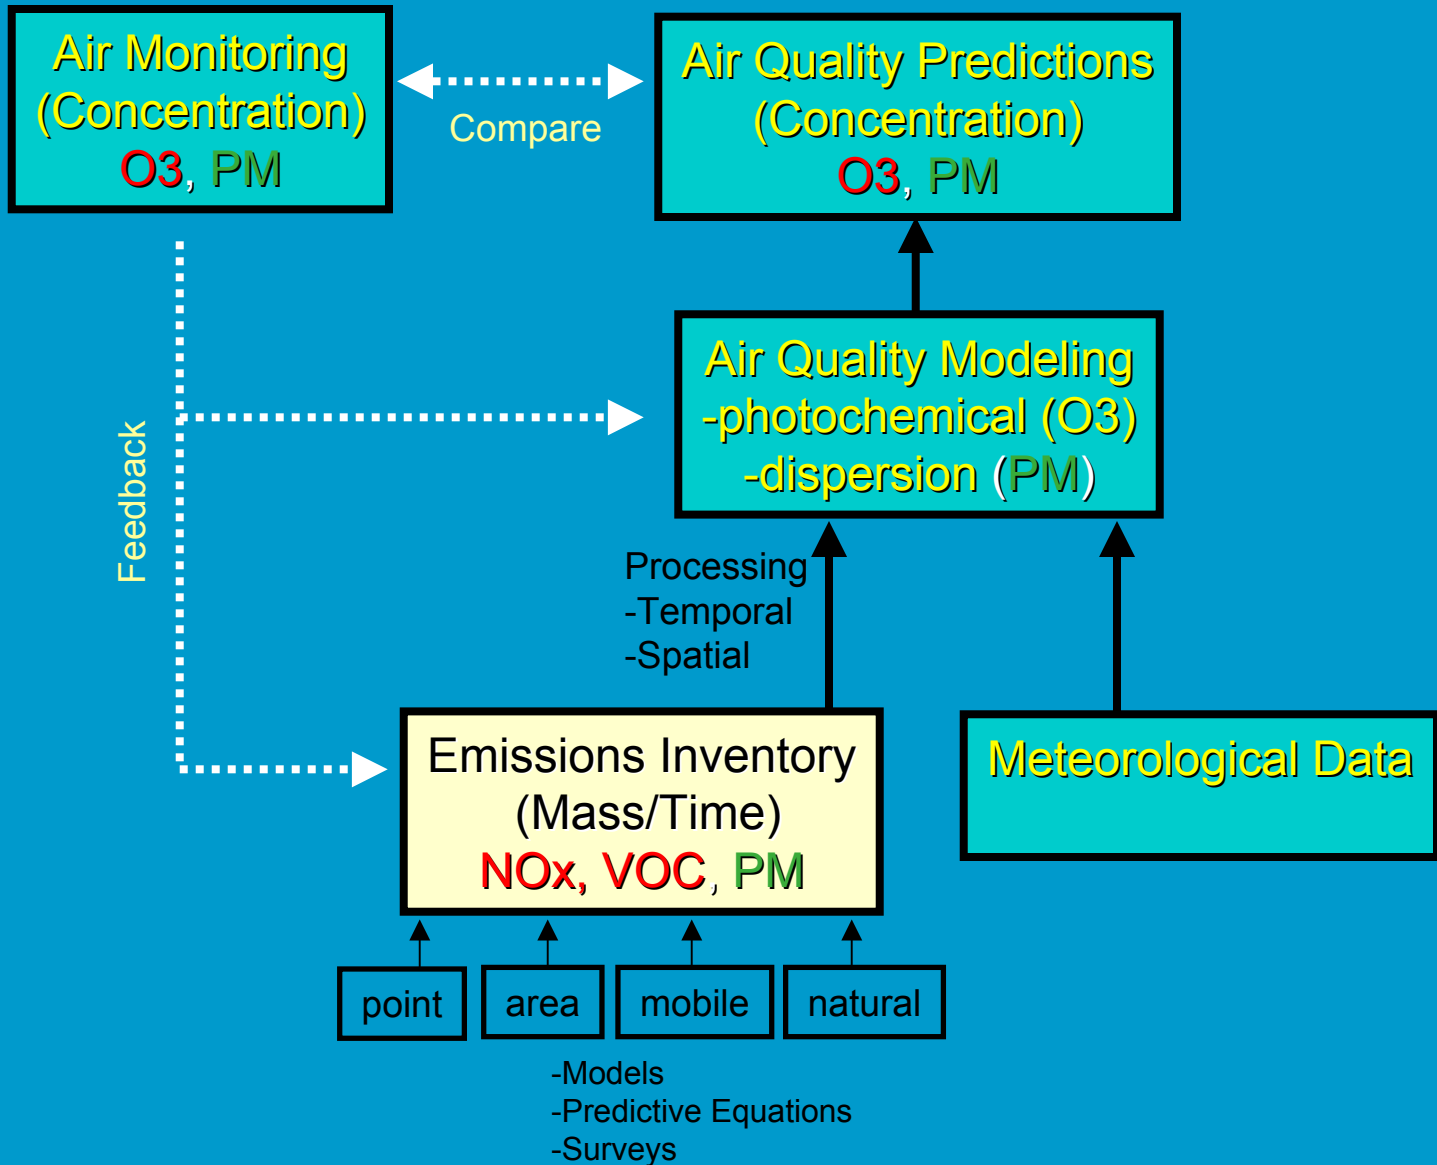 Air Monitoring
(Concentration)
O3, PM
Compare
Air Quality Predictions
(Concentration)
O3, PM
Air Quality Modeling
-photochemical (O3)
-dispersion (PM)
Feedback
Processing
-Temporal
-Spatial
Emissions Inventory
(Mass/Time)
NOx, VOC, PM
Meteorological Data
point
area
mobile
natural
-Models
-Predictive Equations
-Surveys